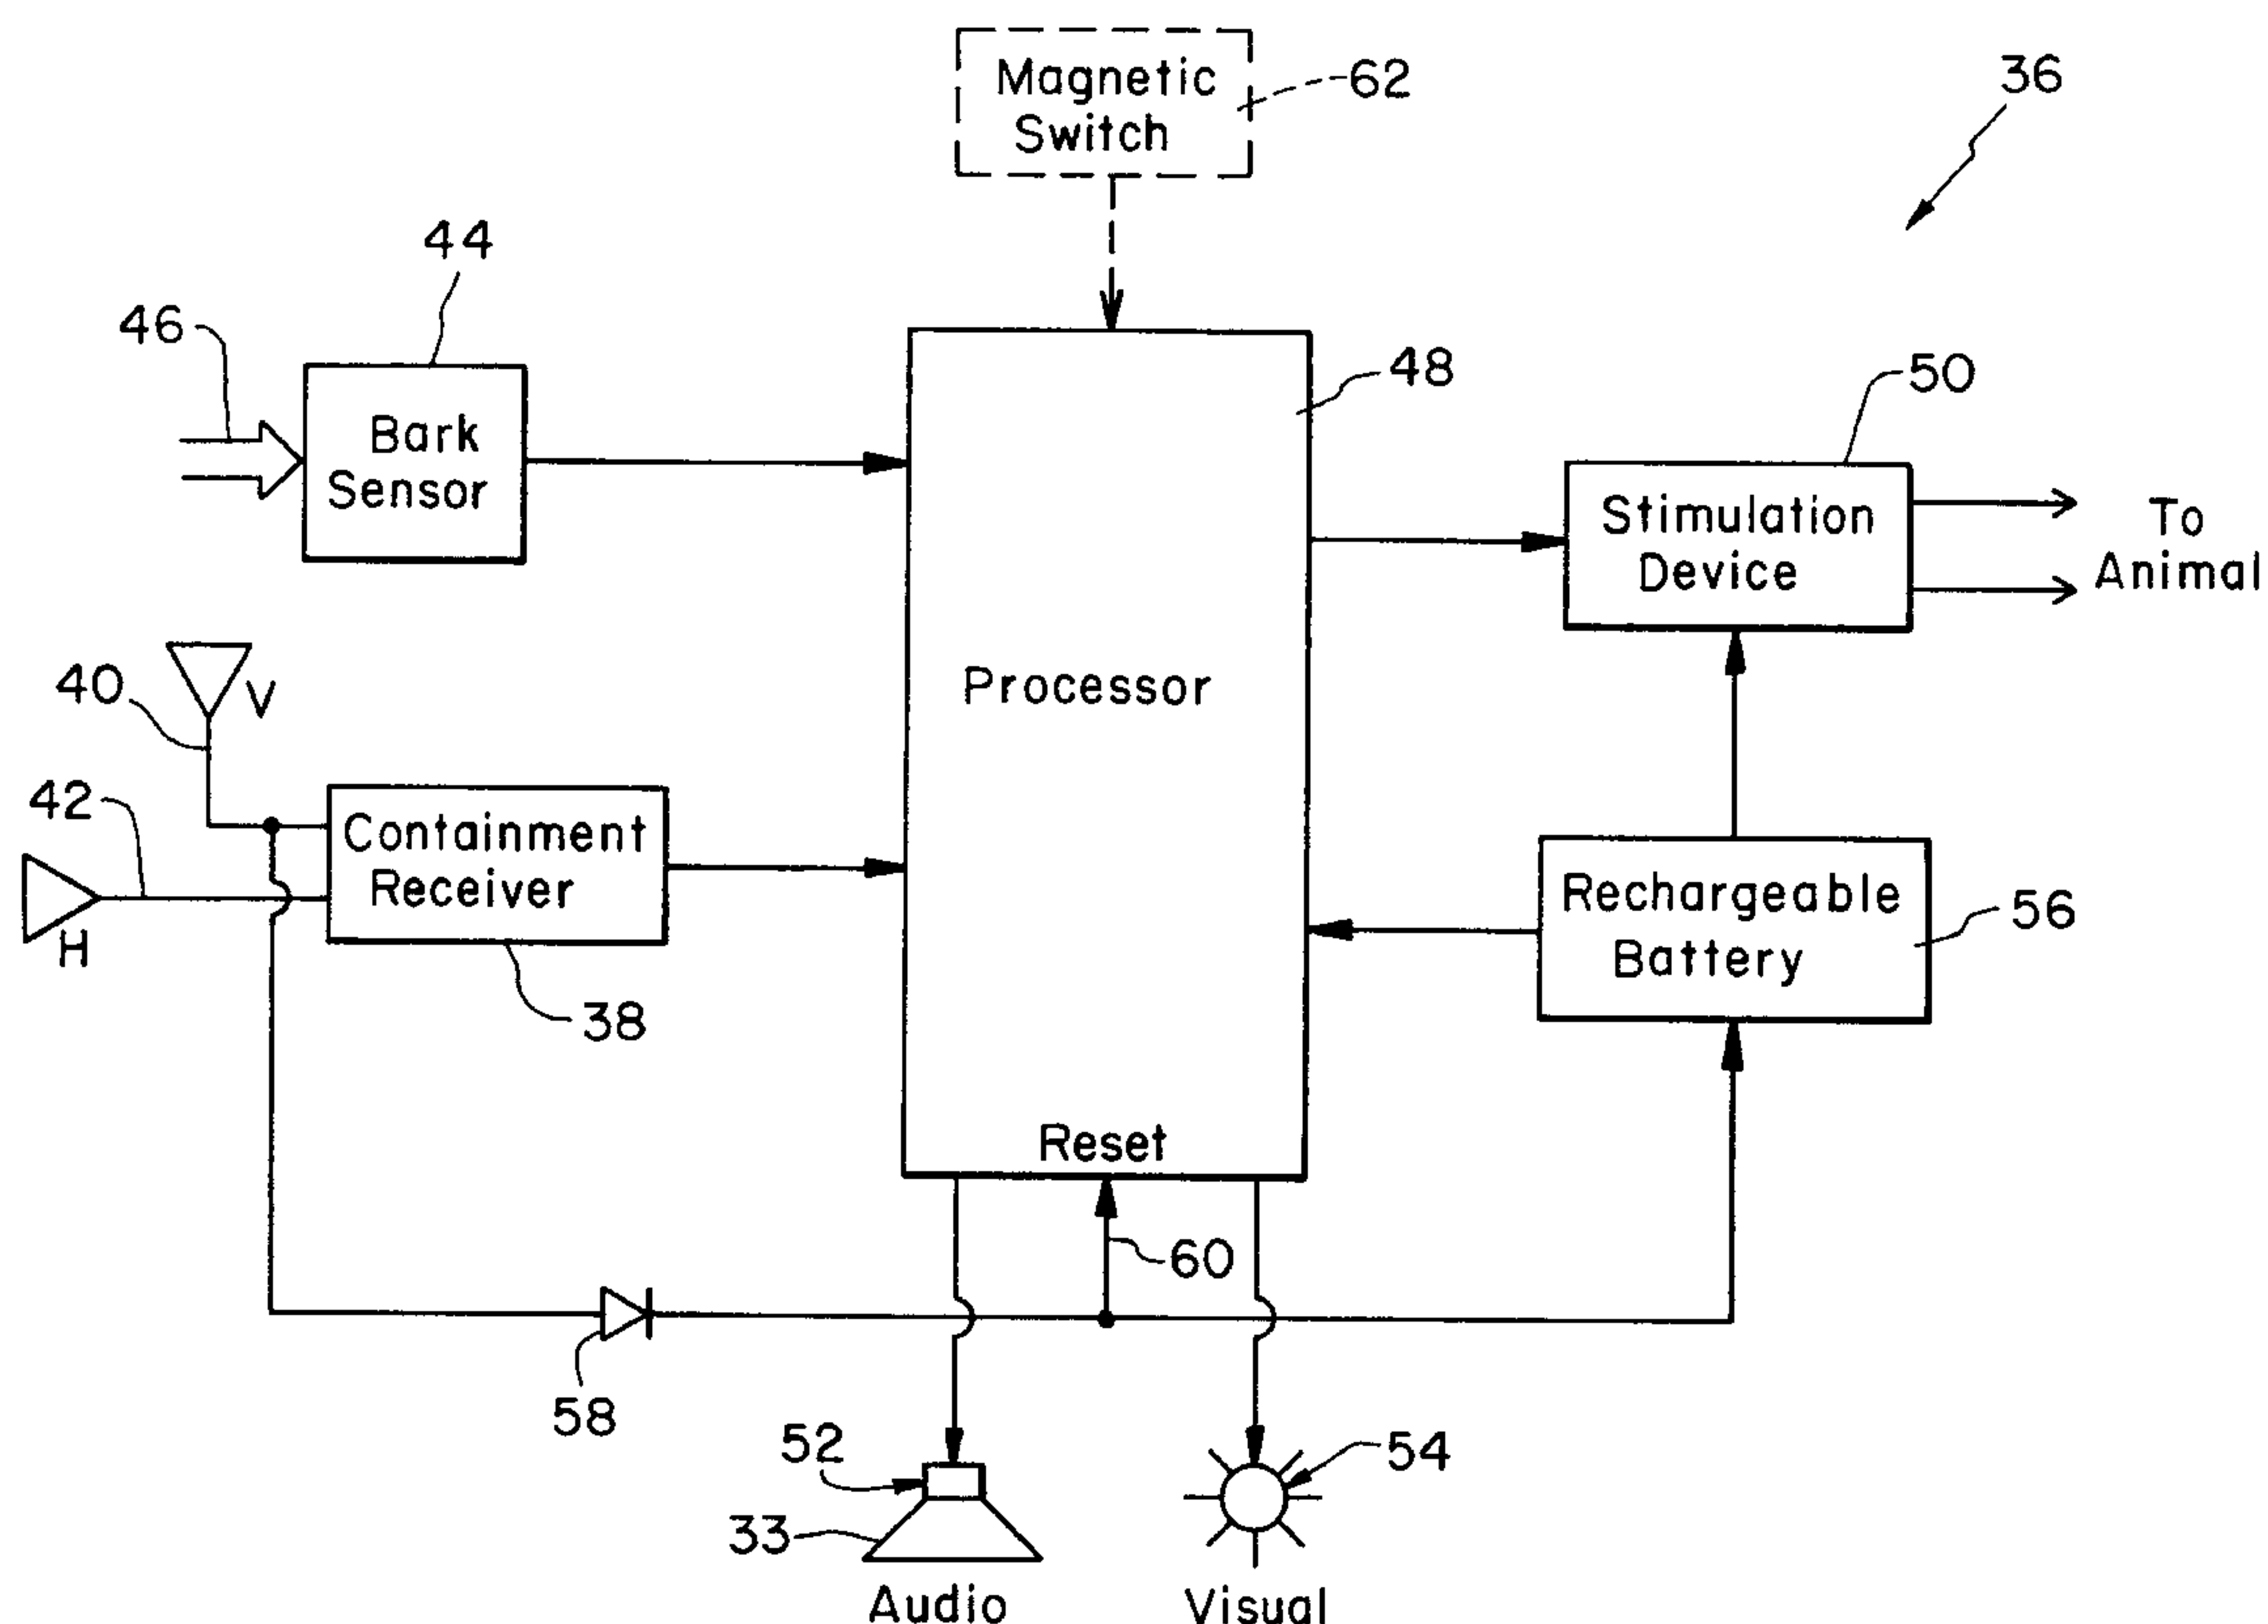 Magnetic
Switch
62
36
44
46
Bark
Sensor
48
50
Stimulation
Device
To
Animal
Processor
40
V
42
H
Containment
Receiver
38
Rechargeable
Battery
56
Reset
60
58
52
33
Audio
54
Visual